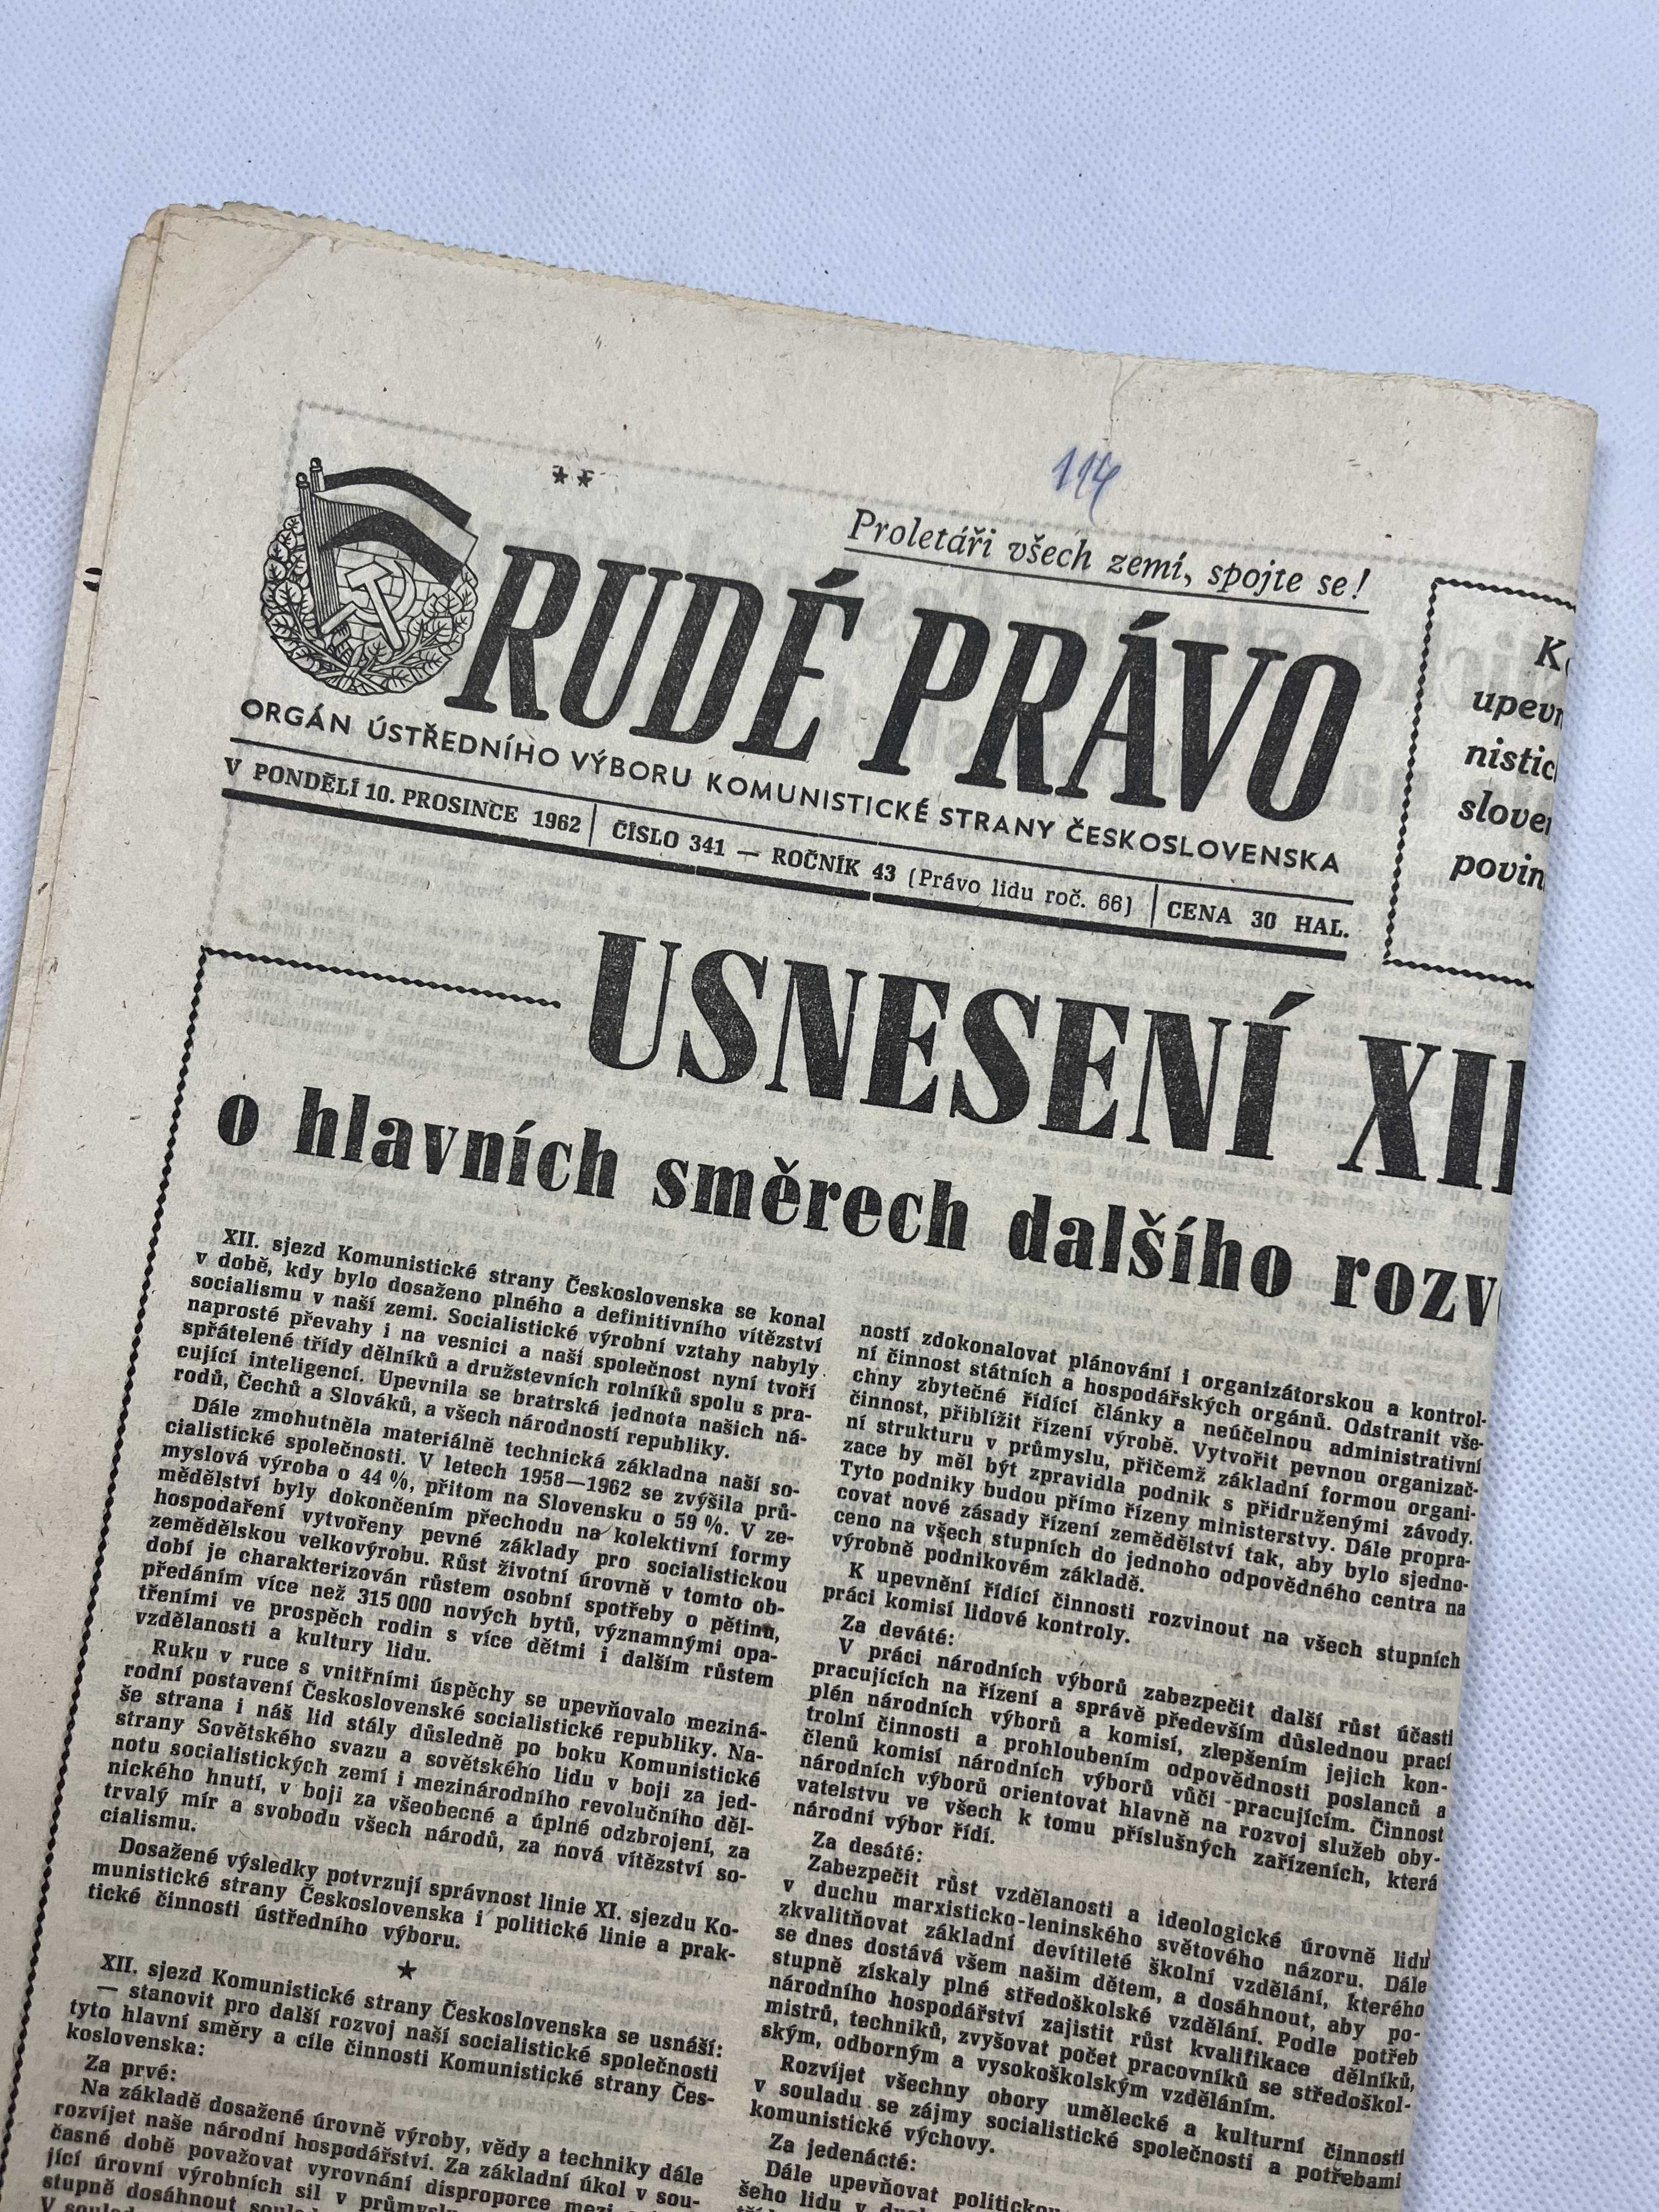 114
Proletáři všech zemí, spojte se!
RUDÉ PRÁVO
ORGÁN ÚSTŘEDNÍHO VÝBORU KOMUNISTICKÉ STRANY ČESKOSLOVENSKA
V PONDĚLÍ 10. PROSINCE 1962 ČÍSLO 341 — ROČNÍK 43 (Právo lidu roč. 66) CENA 30 HAL.
upevn
nistic
sloven
povin
USNESENÍ XII
o hlavních směrech dalšího rozv
XII. sjezd Komunistické strany Československa se konal
v době, kdy bylo dosaženo plného a definitivního vítězství
socialismu v naší zemi. Socialistické výrobní vztahy nabyly
naprosté převahy i na vesnici a naši společnost nyní tvoří
spřátelené třídy dělníků a družstevních rolníků spolu s pra-
cující inteligencí. Upevnila se bratrská jednota našich ná-
rodů, Čechů a Slováků, a všech národností republiky.
Dále zmohutněla materiálně technická základna naší so-
cialistické společnosti. V letech 1958—1962 se zvýšila prů-
myslová výroba o 44 %, přitom na Slovensku o 59 %. V ze-
mědělství byly dokončením přechodu na kolektivní formy
hospodaření vytvořeny pevné základy pro socialistickou
zemědělskou velkovýrobu. Růst životní úrovně v tomto ob-
dobí je charakterizován růstem osobní spotřeby o pětinu,
předáním více než 315 000 nových bytů, významnými opa-
třeními ve prospěch rodin s více dětmi i dalším růstem
vzdělanosti a kultury lidu.
Ruku v ruce s vnitřními úspěchy se upevňovalo meziná-
rodní postavení Československé socialistické republiky. Na-
še strana i náš lid stály důsledně po boku Komunistické
strany Sovětského svazu a sovětského lidu v boji za jed-
notu socialistických zemí i mezinárodního revolučního děl-
nického hnutí, v boji za všeobecné a úplné odzbrojení, za
trvalý mír a svobodu všech národů, za nová vítězství so-
cialismu.
Dosažené výsledky potvrzují správnost linie XI. sjezdu Ko-
munistické strany Československa i politické linie a prak-
tické činnosti ústředního výboru.
XII. sjezd Komunistické strany Československa se usnáší:
— stanovit pro další rozvoj naší socialistické společnosti
tyto hlavní směry a cíle činnosti Komunistické strany Čes-
koslovenska:
Za prvé:
Na základě dosažené úrovně výroby, vědy a techniky dále
rozvíjet naše národní hospodářství. Za základní úkol v sou-
časné době považovat vyrovnání disproporce mezi
jící úrovní výrobních sil v průmyslu
stupně dosáhnout
V
ností zdokonalovat plánování i organizátorskou a kontrol-
ní činnost státních a hospodářských orgánů. Odstranit vše-
chny zbytečné řídící články a neúčelnou administrativní
činnost, přiblížit řízení výrobě. Vytvořit pevnou organizač-
ní strukturu v průmyslu, přičemž základní formou organi-
zace by měl být zpravidla podnik s přidruženými závody.
Tyto podniky budou přímo řízeny ministerstvy. Dále propra-
covat nové zásady řízení zemědělství tak, aby bylo sjedno-
ceno na všech stupních do jednoho odpovědného centra na
výrobně podnikovém základě.
K upevnění řídící činnosti rozvinout na všech stupních
práci komisí lidové kontroly.
Za deváté:
V práci národních výborů zabezpečit další růst účasti
pracujících na řízení a správě především důslednou prací
plén národních výborů a komisí, zlepšením jejich kon-
trolní činnosti a prohloubením odpovědnosti poslanců a
členů komisí národních výborů vůči pracujícím. Činnost
národních výborů orientovat hlavně na rozvoj služeb oby-
vatelstvu ve všech k tomu příslušných zařízeních, která
národní výbor řídí.
Za desáté:
Zabezpečit růst vzdělanosti a ideologické úrovně lidu
v duchu marxisticko-leninského světového názoru. Dále
zkvalitňovat základní devítileté školní vzdělání, kterého
se dnes dostává všem našim dětem, a dosáhnout, aby po-
stupně získaly plné středoškolské vzdělání. Podle potřeb
národního hospodářství zajistit růst kvalifikace dělníků,
mistrů, techniků, zvyšovat počet pracovníků se středoškol-
ským, odborným a vysokoškolským vzděláním.
Rozvíjet všechny obory umělecké a kulturní činnosti
v souladu se zájmy socialistické společnosti a potřebami
komunistické výchovy.
Za jedenácté:
Dále upevňovat politickou
šeho lidu v